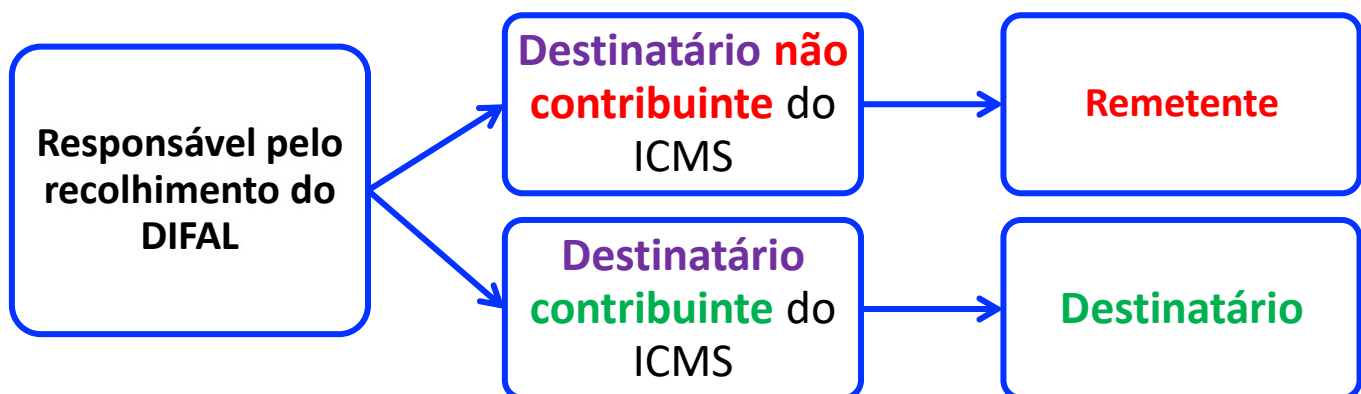 Responsável pelo
recolhimento do
DIFAL
Destinatário não
contribuinte do
ICMS
Remetente
Destinatário
contribuinte do
ICMS
Destinatário